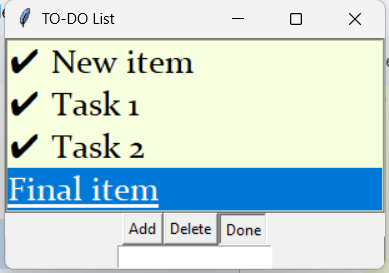 TO-DO List
✔ New item
✔ Task 1
✔ Task 2
Final item
Add Delete Done